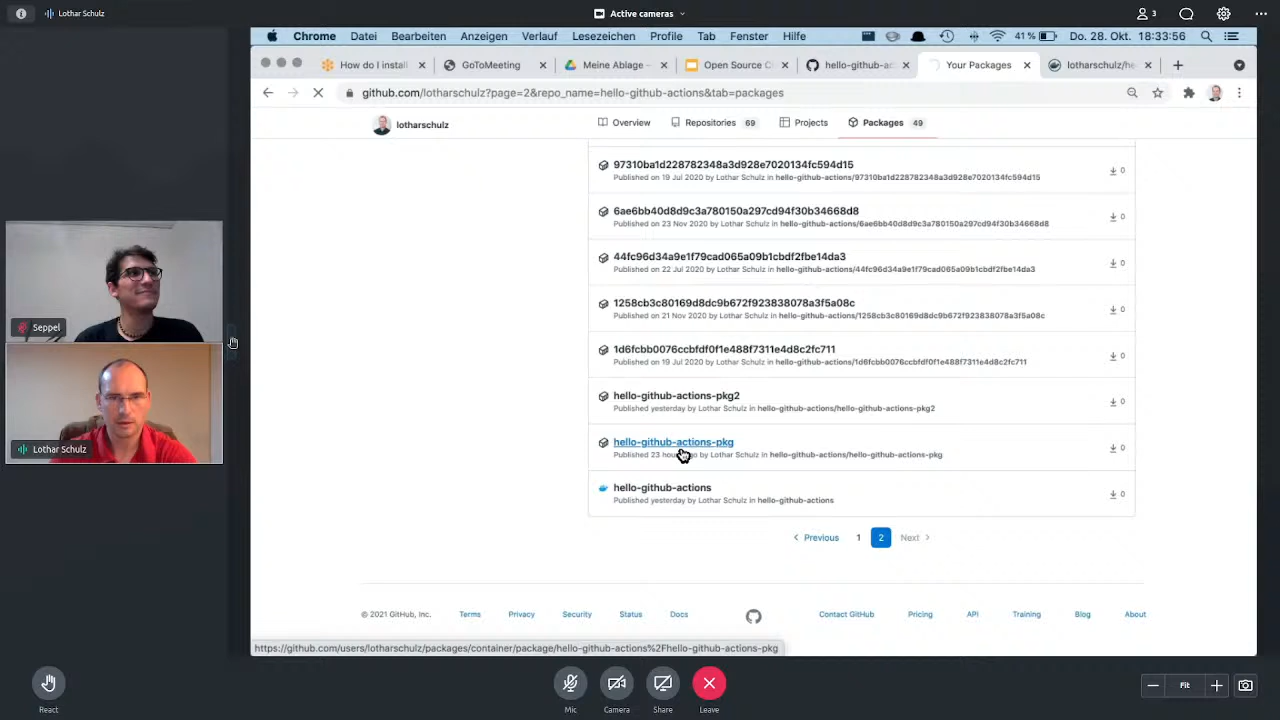 Lothar Schulz
Active cameras
3
Chrome Datei Bearbeiten Anzeigen Verlauf Lesezeichen Profile Tab Fenster Hilfe
41 % Do. 28. Okt. 18:33:56
How do I install
GoToMeeting
Meine Ablage –
Open Source C
hello-github-ac
Your Packages
lotharschulz/he
github.com/lotharschulz?page=2&repo_name=hello-github-actions&tab=packages
lotharschulz
Overview
Repositories 69
Projects
Packages 49
97310ba1d228782348a3d928e7020134fc594d15
Published on 19 Jul 2020 by Lothar Schulz in hello-github-actions/97310ba1d228782348a3d928e7020134fc594d15
0
6ae6bb40d8d9c3a780150a297cd94f30b34668d8
Published on 23 Nov 2020 by Lothar Schulz in hello-github-actions/6ae6bb40d8d9c3a780150a297cd94f30b34668d8
0
44fc96d34a9e1f79cad065a09b1cbdf2fbe14da3
Published on 22 Jul 2020 by Lothar Schulz in hello-github-actions/44fc96d34a9e1f79cad065a09b1cbdf2fbe14da3
0
1258cb3c80169d8dc9b672f923838078a3f5a08c
Published on 21 Nov 2020 by Lothar Schulz in hello-github-actions/1258cb3c80169d8dc9b672f923838078a3f5a08c
0
1d6fcbb0076ccbfdf0f1e488f7311e4d8c2fc711
Published on 19 Jul 2020 by Lothar Schulz in hello-github-actions/1d6fcbb0076ccbfdf0f1e488f7311e4d8c2fc711
0
hello-github-actions-pkg2
Published yesterday by Lothar Schulz in hello-github-actions/hello-github-actions-pkg2
0
hello-github-actions-pkg
Published 23 hours ago by Lothar Schulz in hello-github-actions/hello-github-actions-pkg
0
hello-github-actions
Published yesterday by Lothar Schulz in hello-github-actions
0
Previous 1 2 Next
© 2021 GitHub, Inc. Terms Privacy Security Status Docs Contact GitHub Pricing API Training Blog About
https://github.com/users/lotharschulz/packages/container/package/hello-github-actions%2Fhello-github-actions-pkg
Seppel
Lothar Schulz
React
Mic
Camera
Share
Leave
Fit